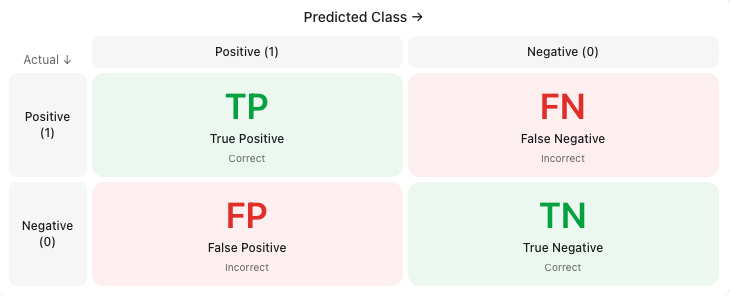 Predicted Class →
Actual ↓
Positive (1)
Negative (0)
Positive
(1)
TP
True Positive
Correct
FN
False Negative
Incorrect
Negative
(0)
FP
False Positive
Incorrect
TN
True Negative
Correct